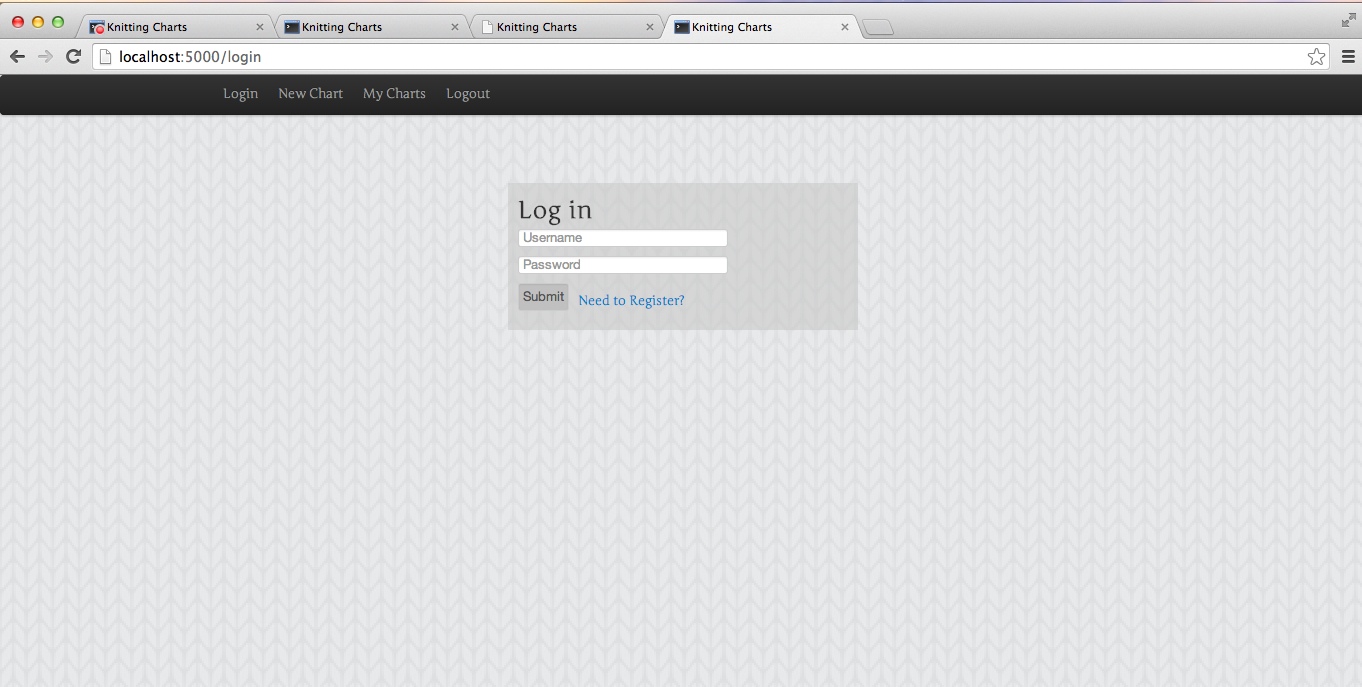 Knitting Charts Knitting Charts Knitting Charts Knitting Charts
localhost:5000/login
Login New Chart My Charts Logout
Log in
Username
Password
Submit Need to Register?